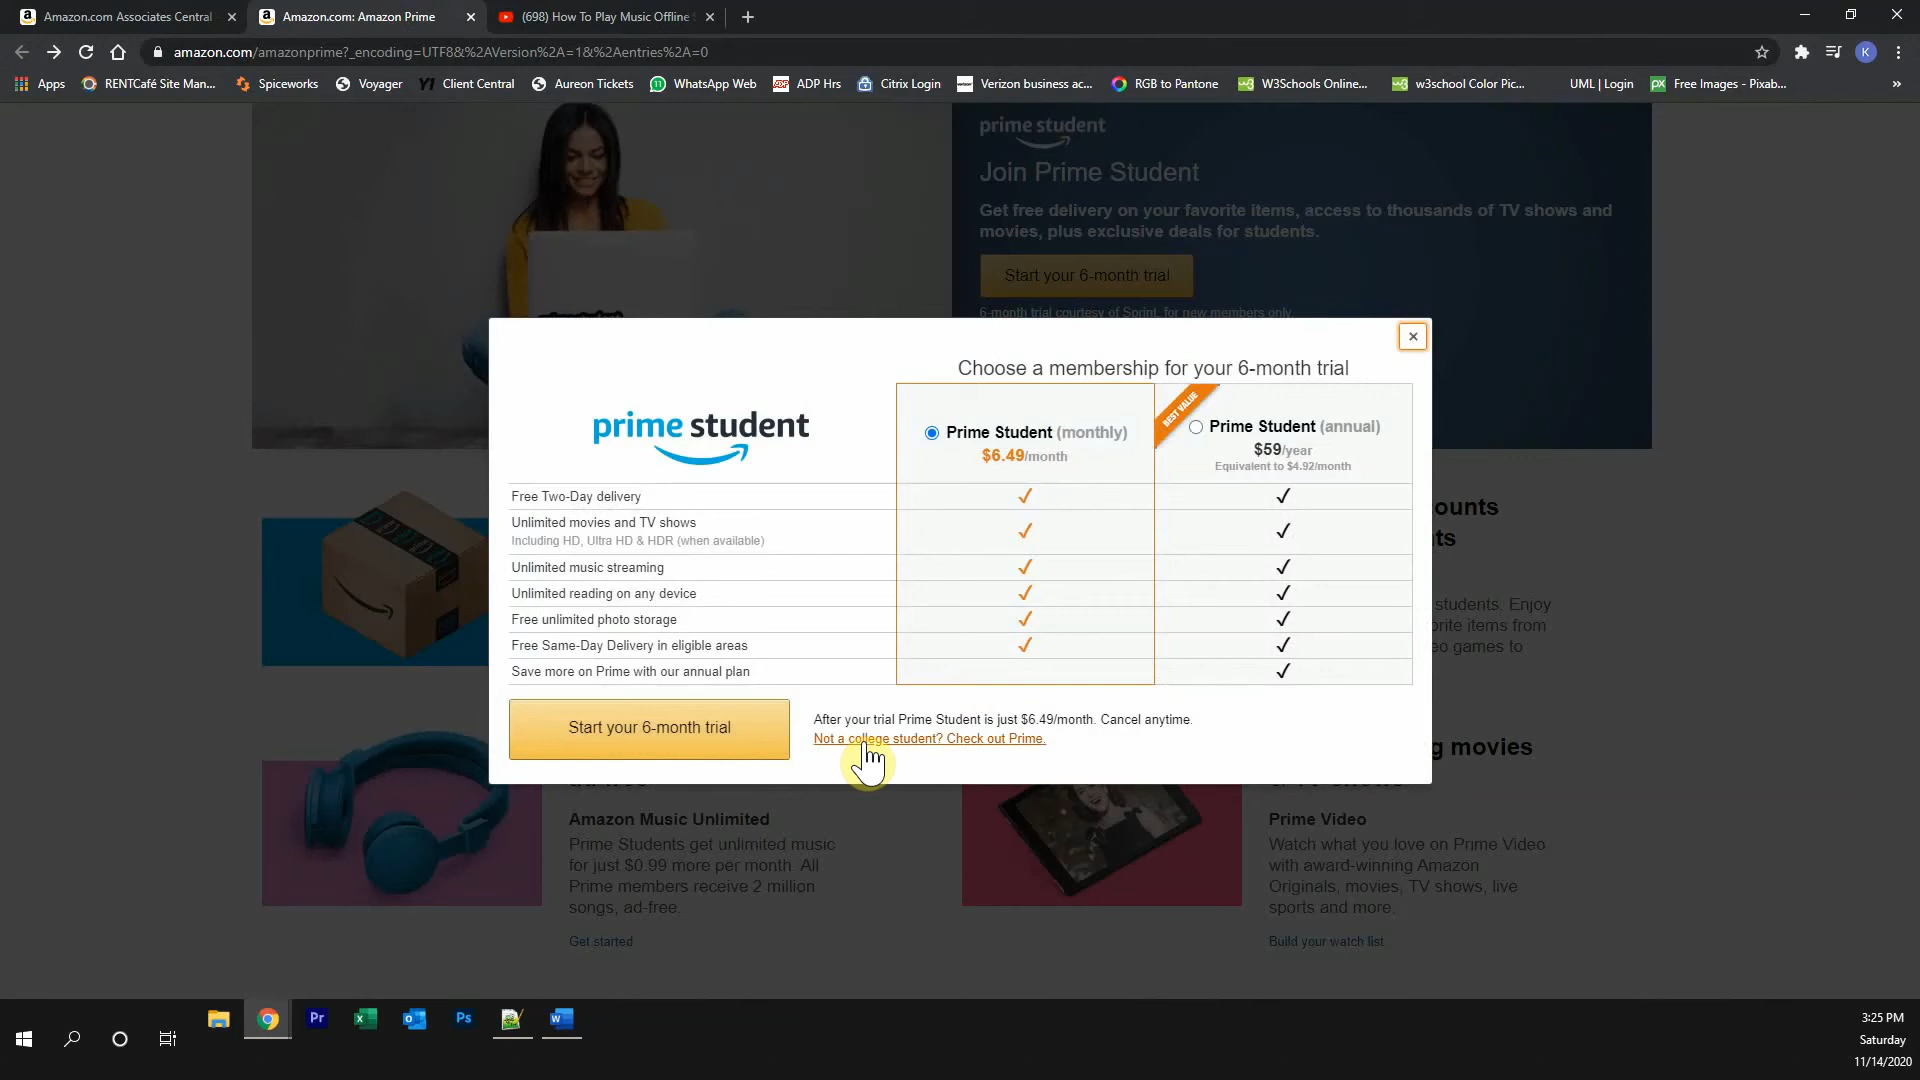 Amazon.com Associates Central
Amazon.com: Amazon Prime
(698) How To Play Music Offline
amazon.com/amazonprime?_encoding=UTF8&%2AVersion%2A=1&%2Aentries%2A=0
K
Apps
RENTCafé Site Man...
Spiceworks
Voyager
Client Central
Aureon Tickets
WhatsApp Web
ADP Hrs
Citrix Login
Verizon business ac...
RGB to Pantone
W3Schools Online...
w3school Color Pic...
UML | Login
Free Images - Pixab...
»
prime student
Join Prime Student
Get free delivery on your favorite items, access to thousands of TV shows and
movies, plus exclusive deals for students.
Start your 6-month trial
6-month trial courtesy of Sprint, for new members only.
Choose a membership for your 6-month trial
prime student
Prime Student (monthly)
$6.49/month
BEST VALUE
Prime Student (annual)
$59/year
Equivalent to $4.92/month
Free Two-Day delivery
Unlimited movies and TV shows
Including HD, Ultra HD & HDR (when available)
Unlimited music streaming
Unlimited reading on any device
Free unlimited photo storage
Free Same-Day Delivery in eligible areas
Save more on Prime with our annual plan
Start your 6-month trial
After your trial Prime Student is just $6.49/month. Cancel anytime.
Not a college student? Check out Prime.
ounts
ts
students. Enjoy
orite items from
eo games to
g movies
Amazon Music Unlimited
Prime Students get unlimited music
for just $0.99 more per month. All
Prime members receive 2 million
songs, ad-free.
Get started
Prime Video
Watch what you love on Prime Video
with award-winning Amazon
Originals, movies, TV shows, live
sports and more.
Build your watch list
Pr
Ps
3:25 PM
Saturday
11/14/2020